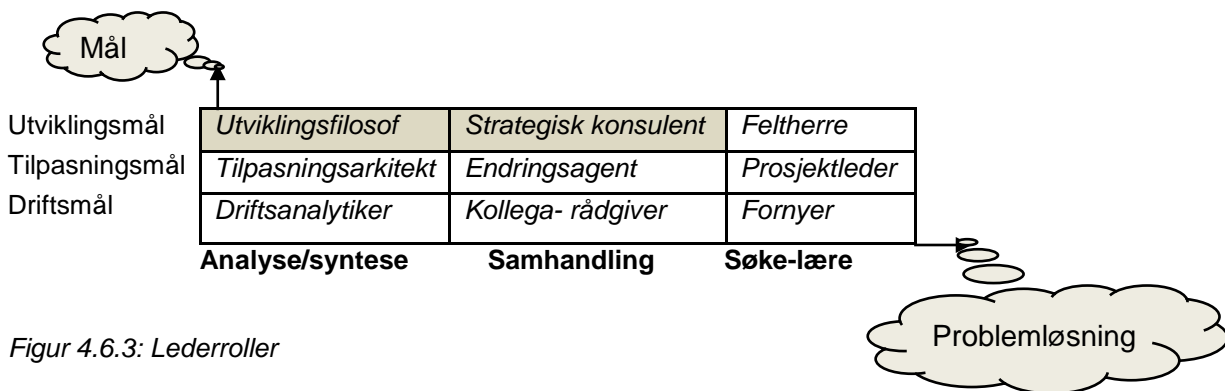 Mål
Utviklingsmål Utviklingsfilosof Strategisk konsulent Feltherre
Tilpasningsmål Tilpasningsarkitekt Endringsagent Prosjektleder
Driftsmål Driftsanalytiker Kollega- rådgiver Fornyer
Analyse/syntese Samhandling Søke-lære
Problemløsning
Figur 4.6.3: Lederroller